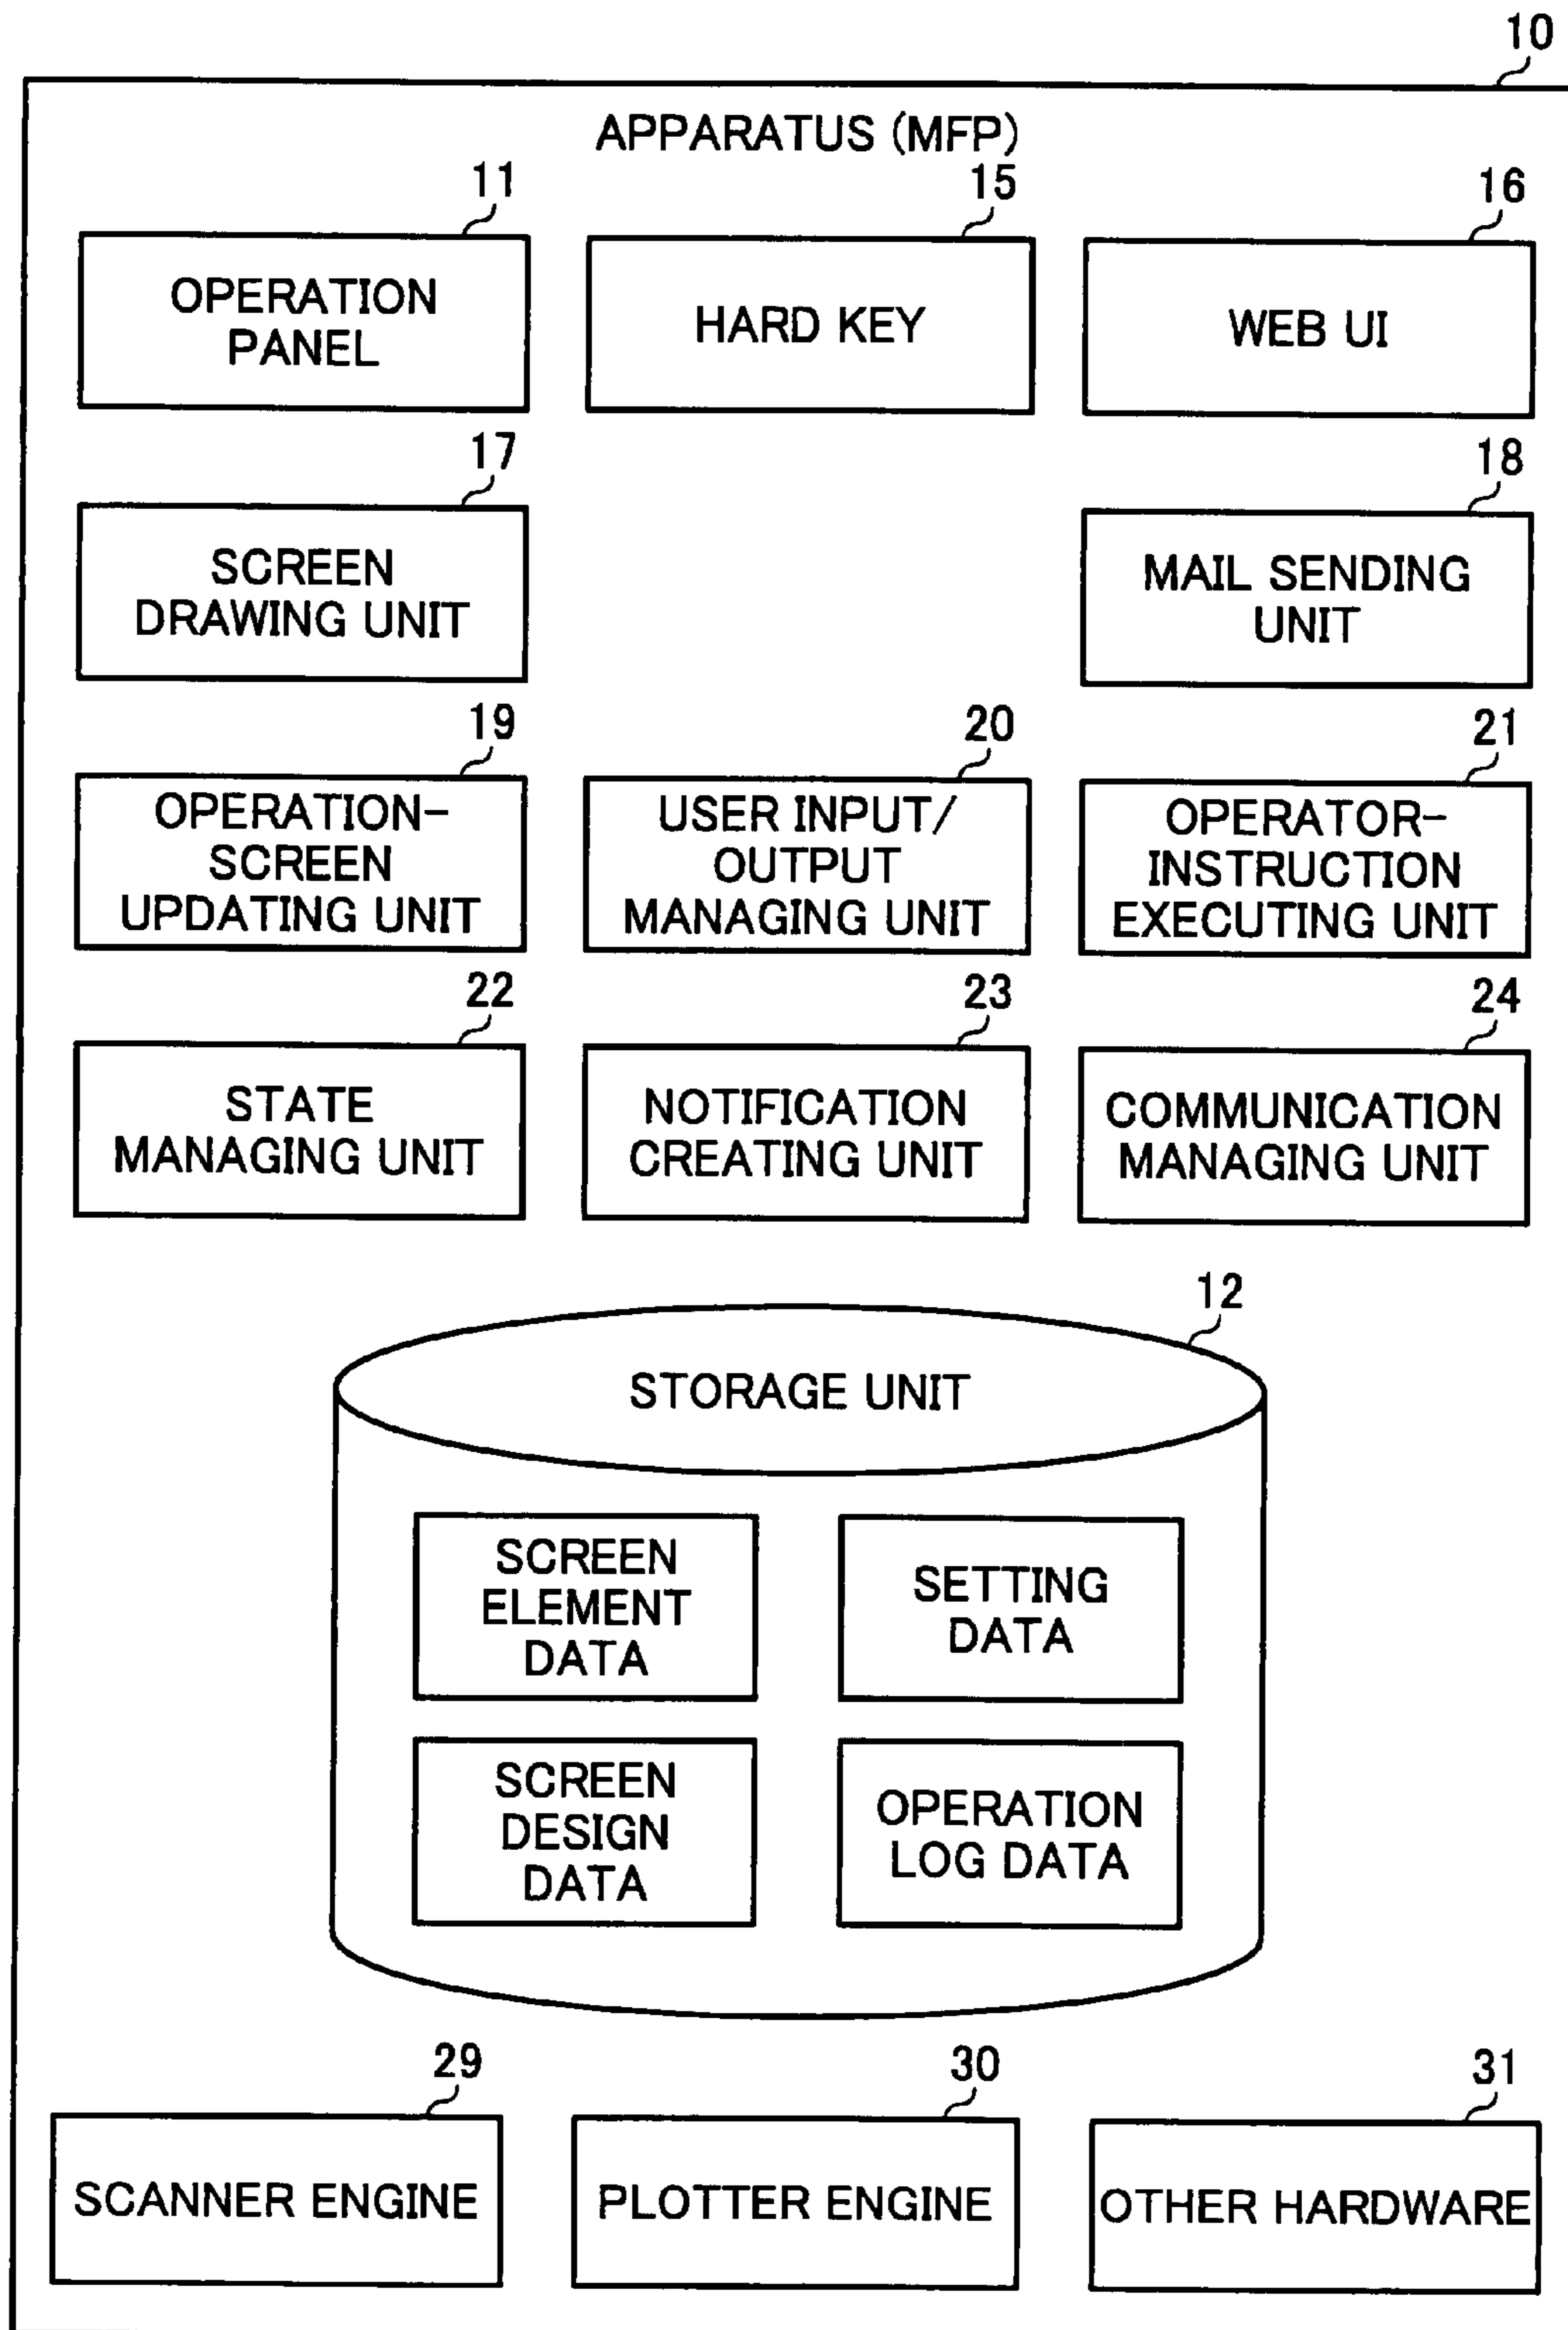 10
APPARATUS (MFP)
11
15
16
OPERATION
PANEL
HARD KEY
WEB UI
17
18
SCREEN
DRAWING UNIT
MAIL SENDING
UNIT
19
20
21
OPERATION-
SCREEN
UPDATING UNIT
USER INPUT/
OUTPUT
MANAGING UNIT
OPERATOR-
INSTRUCTION
EXECUTING UNIT
22
23
24
STATE
MANAGING UNIT
NOTIFICATION
CREATING UNIT
COMMUNICATION
MANAGING UNIT
12
STORAGE UNIT
SCREEN
ELEMENT
DATA
SETTING
DATA
SCREEN
DESIGN
DATA
OPERATION
LOG DATA
29
30
31
SCANNER ENGINE
PLOTTER ENGINE
OTHER HARDWARE